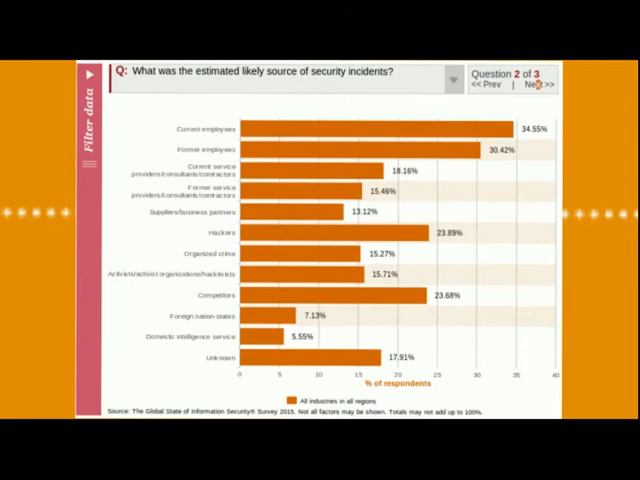 Q: What was the estimated likely source of security incidents?
Question 2 of 3
<< Prev | Next >>
Filter data
Current employees 34.55%
Former employees 30.42%
Current service
providers/consultants/contractors 18.16%
Former service
providers/consultants/contractors 15.46%
Suppliers/business partners 13.12%
Hackers 23.89%
Organized crime 15.27%
Activists/activist organizations/hacktivists 15.71%
Competitors 23.68%
Foreign nation-states 7.13%
Domestic intelligence service 5.55%
Unknown 17.91%
0 5 10 15 20 25 30 35 40
% of respondents
All industries in all regions
Source: The Global State of Information Security® Survey 2015. Not all factors may be shown. Totals may not add up to 100%.